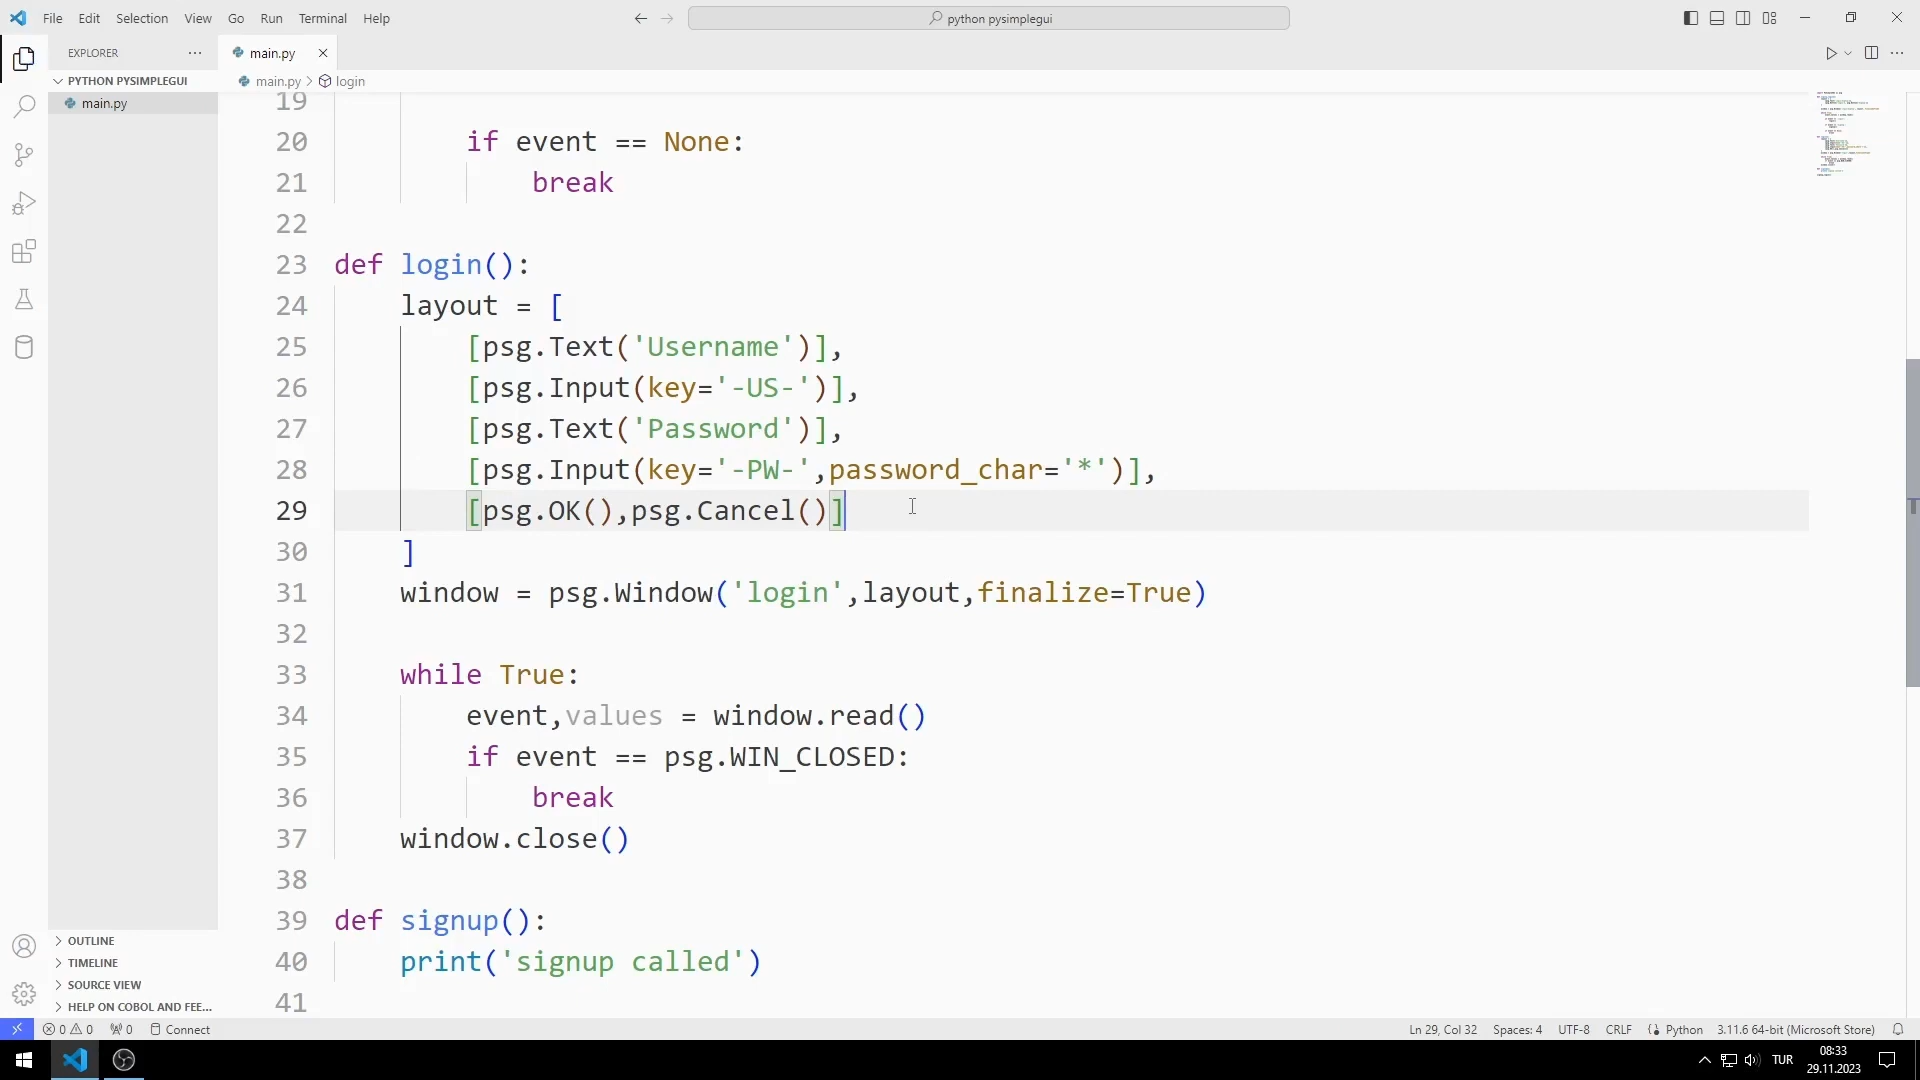 File Edit Selection View Go Run Terminal Help
python pysimplegui
EXPLORER
main.py
PYTHON PYSIMPLEGUI
main.py > login
main.py
19
20 if event == None:
21 break
22
23 def login():
24 layout = [
25 [psg.Text('Username')],
26 [psg.Input(key='-US-')],
27 [psg.Text('Password')],
28 [psg.Input(key='-PW-',password_char='*')],
29 [psg.OK(),psg.Cancel()]
30 ]
31 window = psg.Window('login',layout,finalize=True)
32
33 while True:
34 event,values = window.read()
35 if event == psg.WIN_CLOSED:
36 break
37 window.close()
38
39 def signup():
40 print('signup called')
41
OUTLINE
TIMELINE
SOURCE VIEW
HELP ON COBOL AND FEE...
0 0 0 Connect
Ln 29, Col 32 Spaces: 4 UTF-8 CRLF Python 3.11.6 64-bit (Microsoft Store)
TUR
08:33
29.11.2023